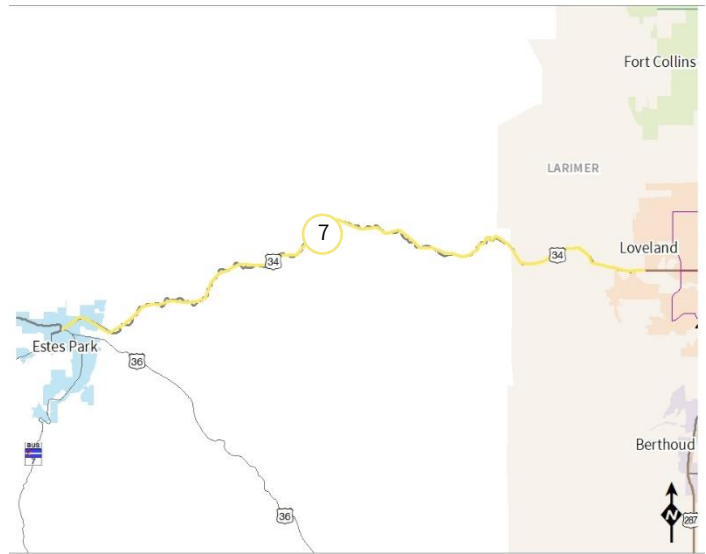 Fort Collins
LARIMER
7
Loveland
34
34
Estes Park
36
Berthoud
BUS
7
36
N
287